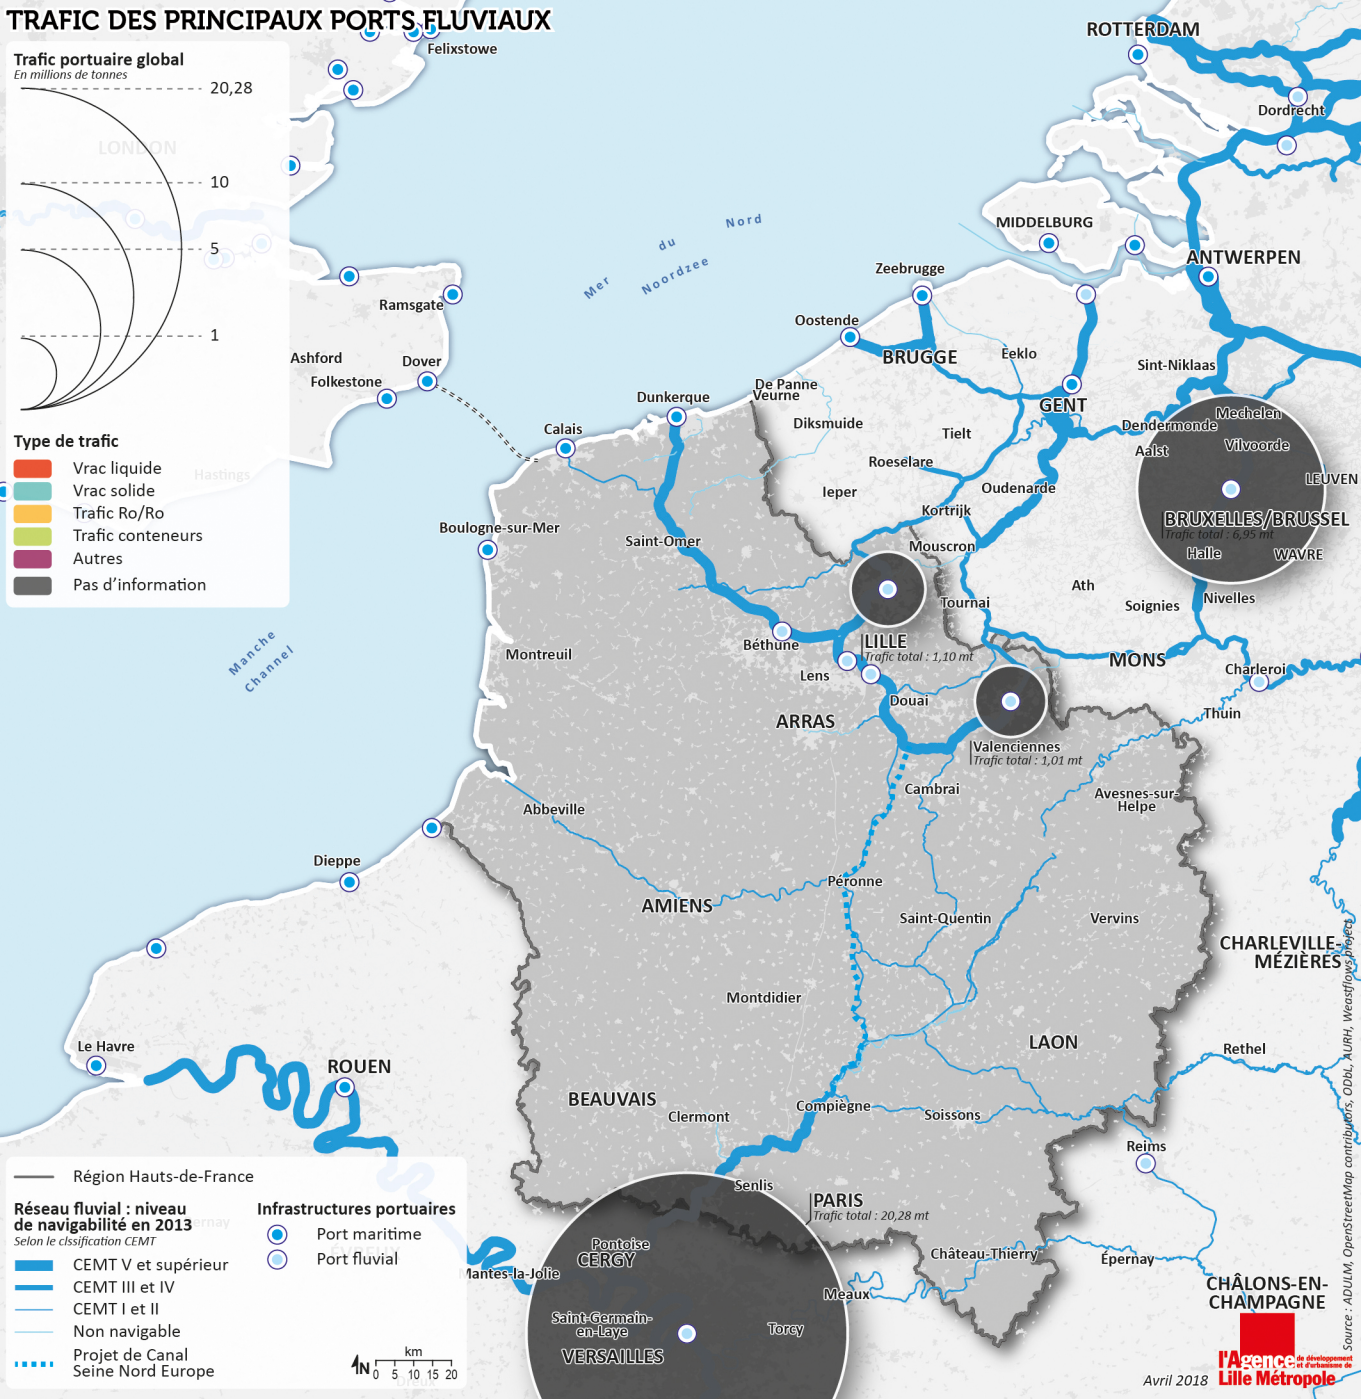 TRAFIC DES PRINCIPAUX PORTS FLUVIAUX
Trafic portuaire global
En millions de tonnes
20,28
10
5
1
LONDON
Type de trafic
Vrac liquide
Vrac solide
Trafic Ro/Ro
Trafic conteneurs
Autres
Pas d'information
Hastings
Felixstowe
Ramsgate
Ashford
Folkestone
Dover
Mer du Nord
Noordzee
Manche
Channel
ROTTERDAM
Dordrecht
MIDDELBURG
ANTWERPEN
Zeebrugge
Oostende
BRUGGE
Eeklo
Sint-Niklaas
GENT
De Panne
Veurne
Dunkerque
Calais
Diksmuide
Tielt
Dendermonde
Mechelen
Aalst
Vilvoorde
Roeselare
Ieper
Oudenarde
LEUVEN
Kortrijk
BRUXELLES/BRUSSEL
Trafic total : 6,95 mt
Halle
WAVRE
Boulogne-sur-Mer
Saint-Omer
Mouscron
Ath
Nivelles
Tournai
Soignies
Béthune
LILLE
Trafic total : 1,10 mt
Montreuil
Lens
MONS
Charleroi
Douai
Thuin
ARRAS
Valenciennes
Trafic total : 1,01 mt
Cambrai
Avesnes-sur-
Helpe
Abbeville
Dieppe
Péronne
AMIENS
Saint-Quentin
Vervins
CHARLEVILLE-
MÉZIÈRES
Montdidier
Le Havre
LAON
Rethel
ROUEN
BEAUVAIS
Clermont
Compiègne
Soissons
Reims
Senlis
PARIS
Trafic total : 20,28 mt
Pontoise
CERGY
Mantes-la-Jolie
Château-Thierry
Épernay
Meaux
Saint-Germain-
en-Laye
Torcy
VERSAILLES
CHÂLONS-EN-
CHAMPAGNE
Région Hauts-de-France
Réseau fluvial : niveau
de navigabilité en 2013
Selon le clssification CEMT
CEMT V et supérieur
CEMT III et IV
CEMT I et II
Non navigable
Projet de Canal
Seine Nord Europe
Infrastructures portuaires
Port maritime
Port fluvial
N
km
0 5 10 15 20
Avril 2018
l'Agence de développement
et d'urbanisme de
Lille Métropole
Source : ADULM, OpenStreetMap contributors, ODbL, AURH, Weastflows project